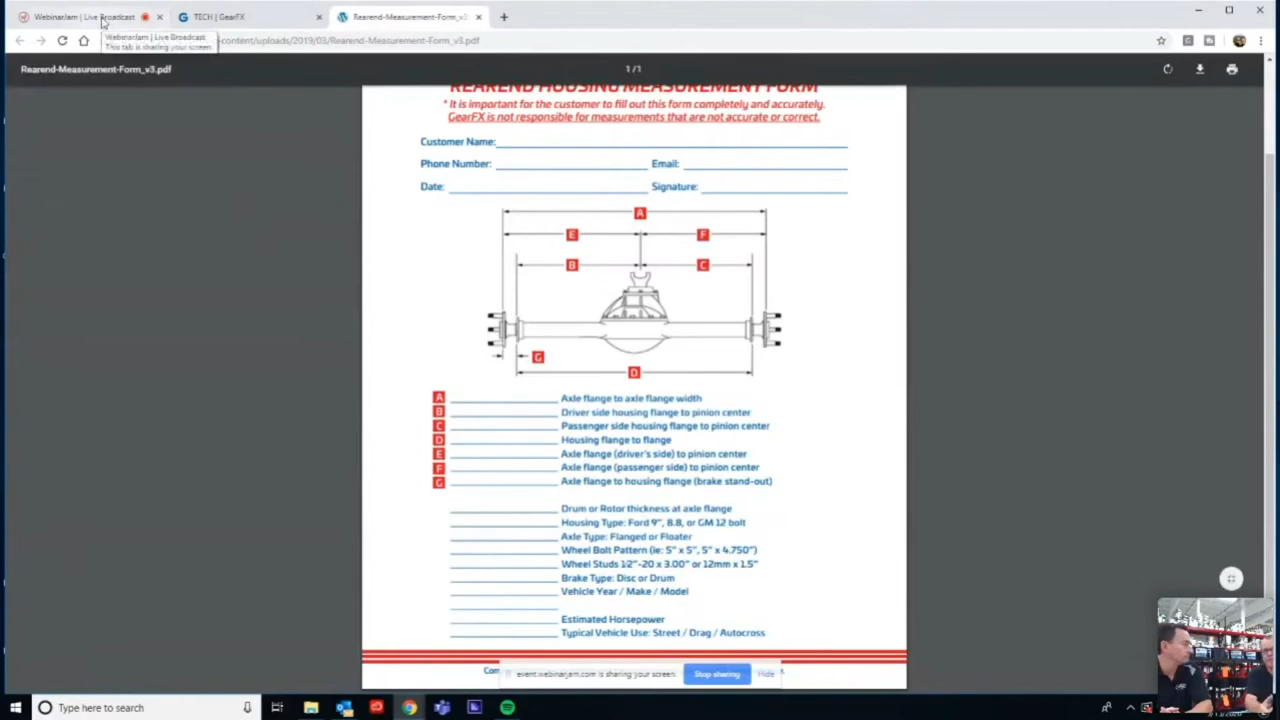 WebinarJam | Live Broadcast
TECH | GearFX
Rearend-Measurement-Form_v3
WebinarJam | Live Broadcast
This tab is sharing your screen
-content/uploads/2019/03/Rearend-Measurement-Form_v3.pdf
Rearend-Measurement-Form_v3.pdf
1 / 1
REAREND HOUSING MEASUREMENT FORM
* It is important for the customer to fill out this form completely and accurately.
GearFX is not responsible for measurements that are not accurate or correct.
Customer Name:
Phone Number: Email:
Date: Signature:
A
E F
B C
G
D
A Axle flange to axle flange width
B Driver side housing flange to pinion center
C Passenger side housing flange to pinion center
D Housing flange to flange
E Axle flange (driver's side) to pinion center
F Axle flange (passenger side) to pinion center
G Axle flange to housing flange (brake stand-out)
Drum or Rotor thickness at axle flange
Housing Type: Ford 9", 8.8, or GM 12 bolt
Axle Type: Flanged or Floater
Wheel Bolt Pattern (ie: 5" x 5", 5" x 4.750")
Wheel Studs 1/2"-20 x 3.00" or 12mm x 1.5"
Brake Type: Disc or Drum
Vehicle Year / Make / Model
Estimated Horsepower
Typical Vehicle Use: Street / Drag / Autocross
event.webinarjam.com is sharing your screen.
Stop sharing
Hide
Type here to search